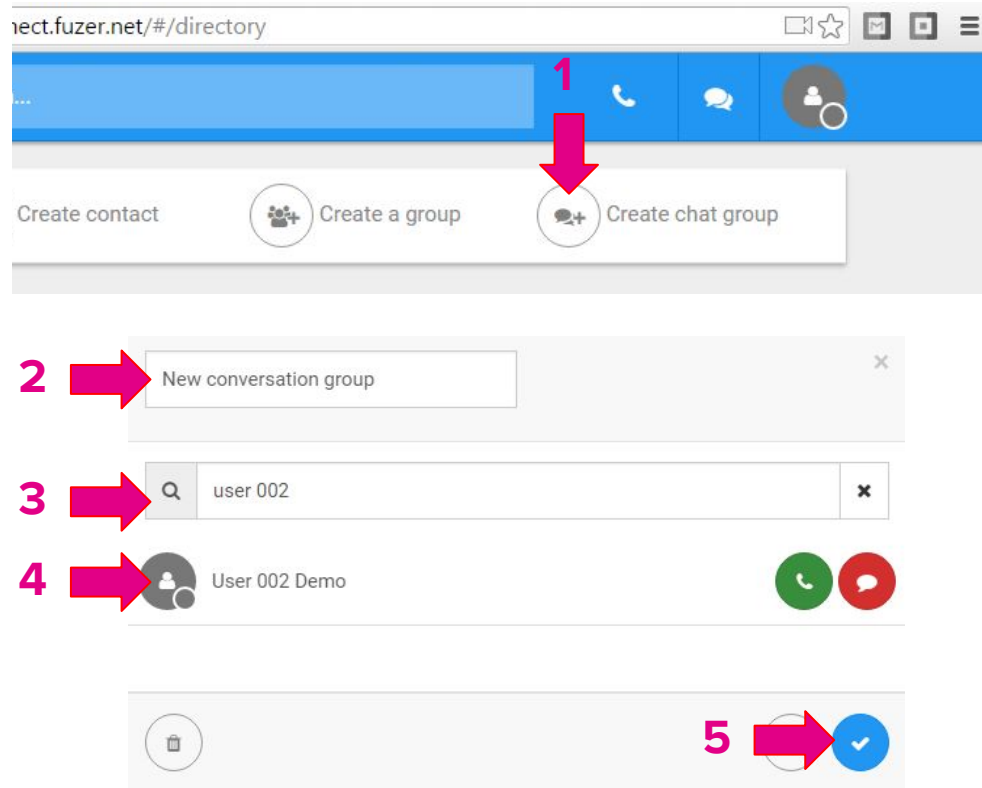 nect.fuzer.net/#/directory
1
...
Create contact
Create a group
Create chat group
2
New conversation group
3
user 002
4
User 002 Demo
5